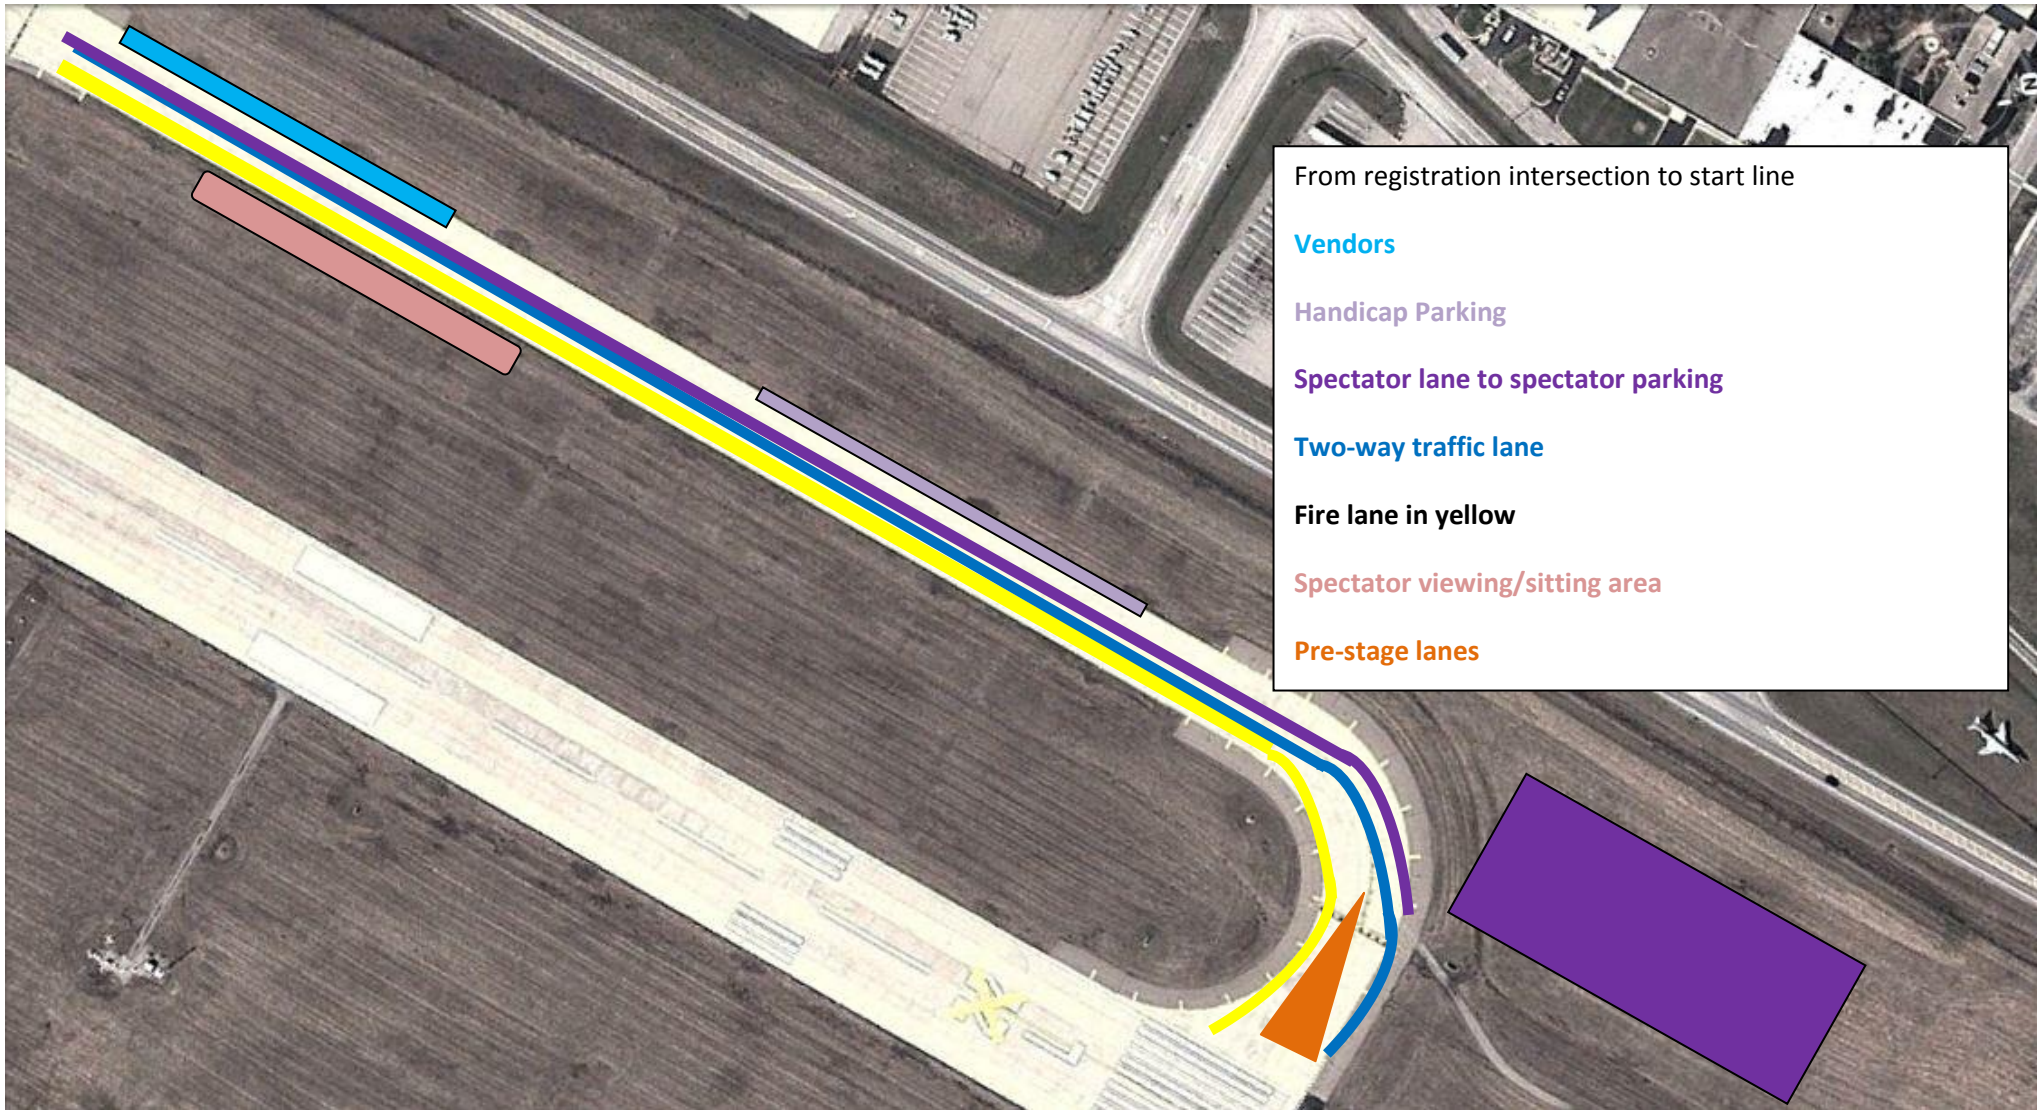 From registration intersection to start line
Vendors
Handicap Parking
Spectator lane to spectator parking
Two-way traffic lane
Fire lane in yellow
Spectator viewing/sitting area
Pre-stage lanes
N